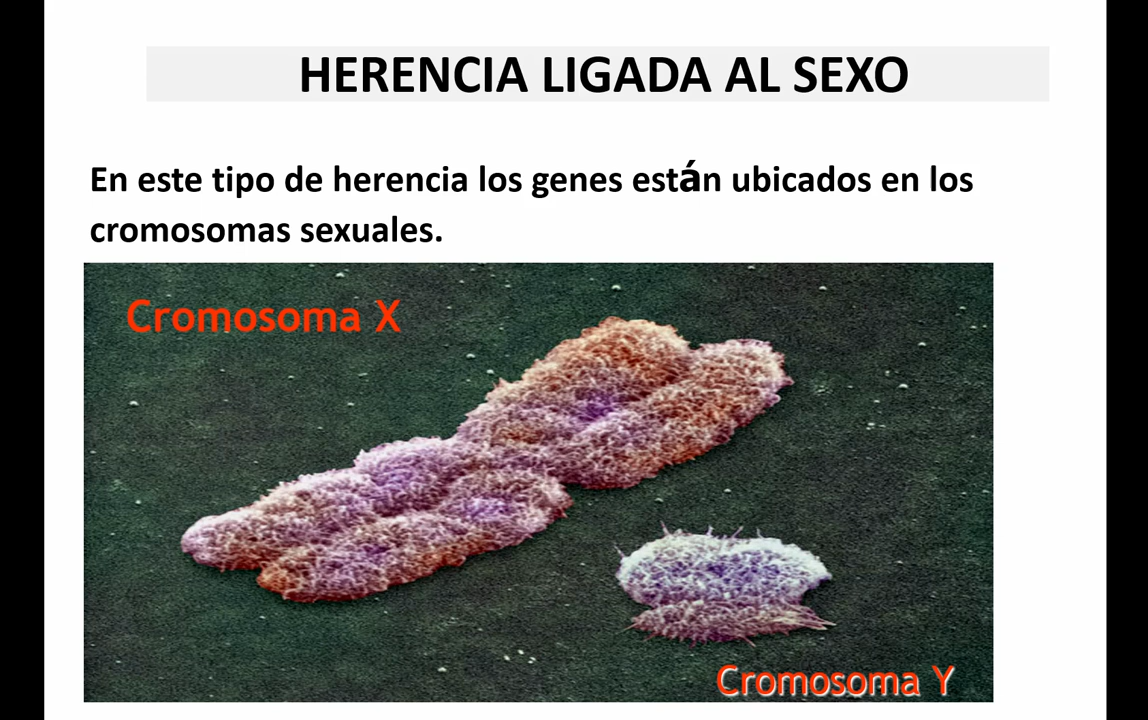 HERENCIA LIGADA AL SEXO
En este tipo de herencia los genes están ubicados en los
cromosomas sexuales.
Cromosoma X
Cromosoma Y